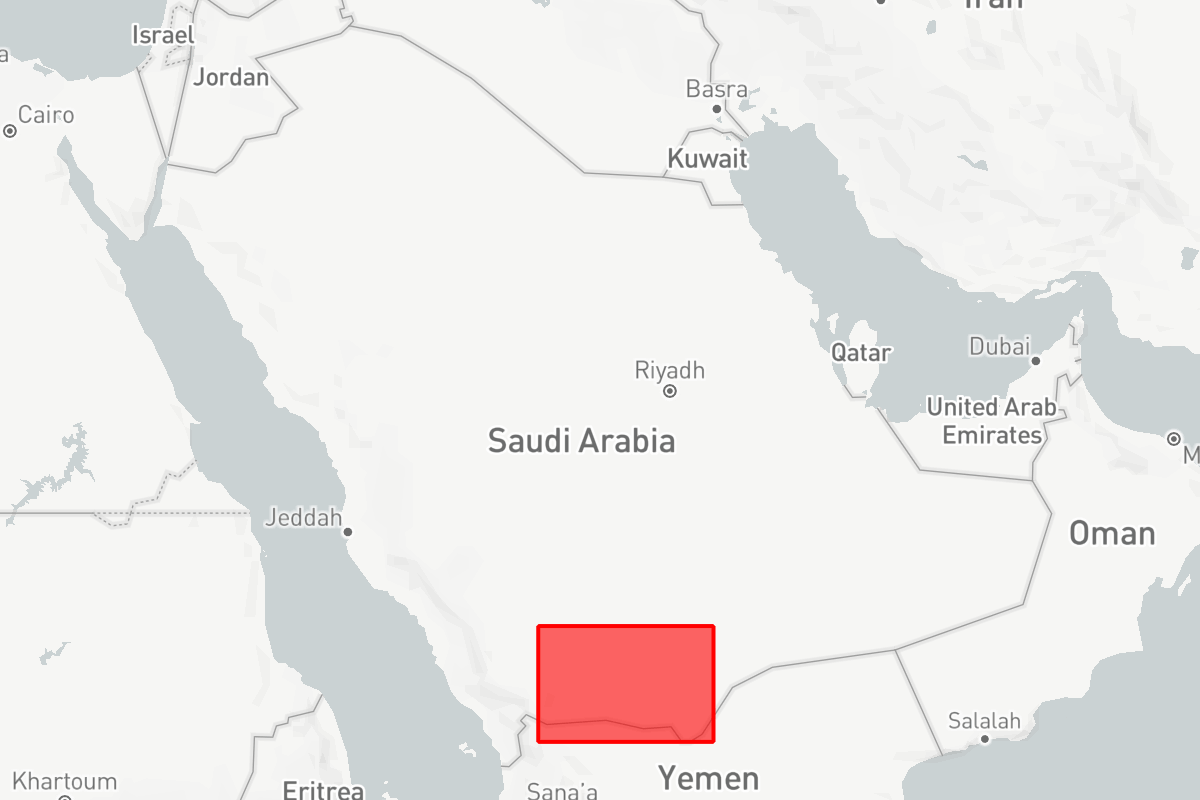 Iran
Israel
Jordan
Basra
Cairo
Kuwait
Qatar
Dubai
Riyadh
United Arab
Emirates
Saudi Arabia
Jeddah
Oman
Salalah
Yemen
Khartoum
Eritrea
Sana'a